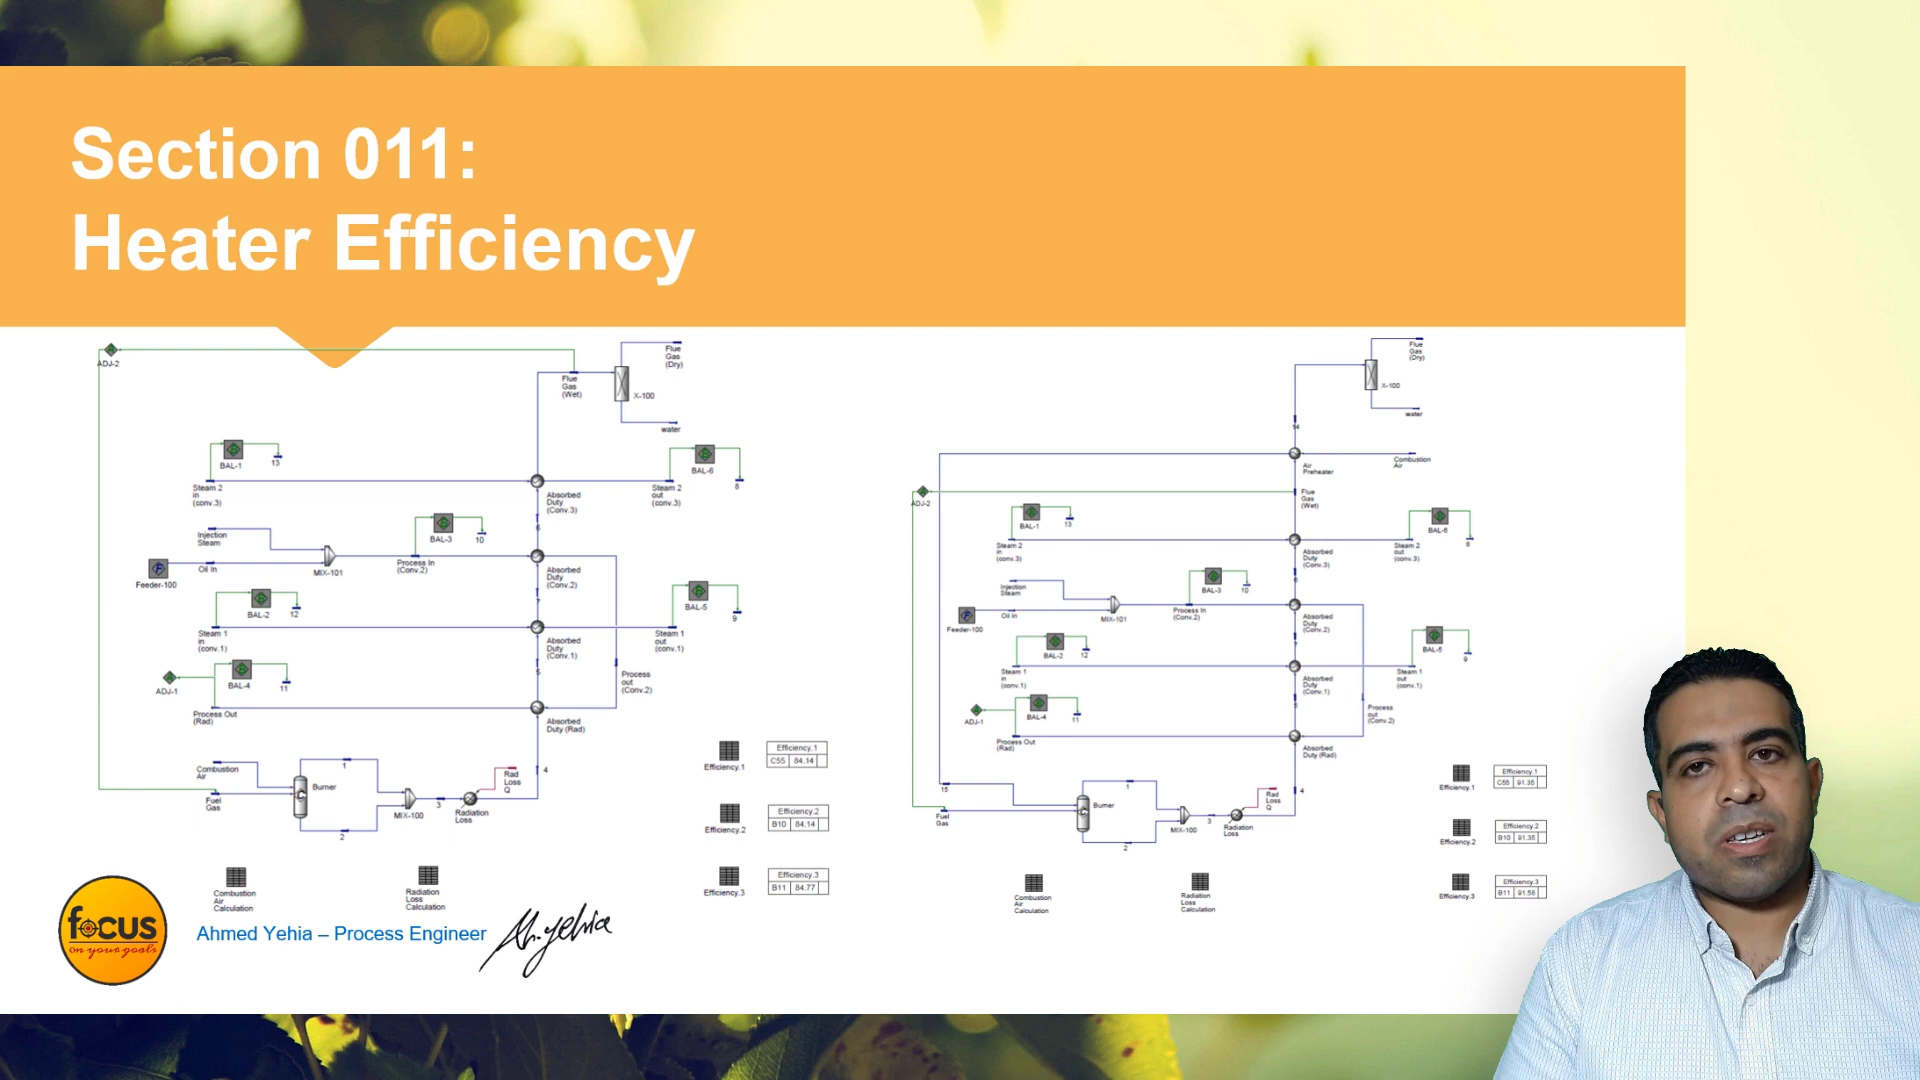 Section 011:
Heater Efficiency
ADJ-2
Flue
Gas
(Wet)
Flue
Gas
(Dry)
X-100
water
BAL-1
13
Steam 2
in
(conv.3)
BAL-6
8
Steam 2
out
(conv.3)
Absorbed
Duty
(Conv.3)
6
Injection
Steam
BAL-3
10
Oil In
Feeder-100
MIX-101
Process In
(Conv.2)
Absorbed
Duty
(Conv.2)
7
BAL-2
12
Steam 1
in
(conv.1)
BAL-5
9
Steam 1
out
(conv.1)
Absorbed
Duty
(Conv.1)
5
ADJ-1
BAL-4
11
Process Out
(Rad)
Process
out
(Conv.2)
Absorbed
Duty (Rad)
Combustion
Air
Fuel
Gas
Burner
1
2
MIX-100
3
Radiation
Loss
Rad
Loss
Q
4
Efficiency.1
Efficiency.1
C55 84.14
Efficiency.2
Efficiency.2
B10 84.14
Efficiency.3
Efficiency.3
B11 84.77
Combustion
Air
Calculation
Radiation
Loss
Calculation
Flue
Gas
(Dry)
X-100
water
14
Air
Preheater
Combustion
Air
ADJ-2
Flue
Gas
(Wet)
BAL-1
13
Steam 2
in
(conv.3)
BAL-6
8
Steam 2
out
(conv.3)
Absorbed
Duty
(Conv.3)
6
Injection
Steam
BAL-3
10
Oil In
Feeder-100
MIX-101
Process In
(Conv.2)
Absorbed
Duty
(Conv.2)
7
BAL-2
12
Steam 1
in
(conv.1)
BAL-5
9
Steam 1
out
(conv.1)
Absorbed
Duty
(Conv.1)
5
ADJ-1
BAL-4
11
Process Out
(Rad)
Process
out
(Conv.2)
Absorbed
Duty (Rad)
15
Fuel
Gas
Burner
1
2
MIX-100
3
Radiation
Loss
Rad
Loss
Q
4
Efficiency.1
Efficiency.1
C55 91.35
Efficiency.2
Efficiency.2
B10 91.35
Efficiency.3
Efficiency.3
B11 91.58
Combustion
Air
Calculation
Radiation
Loss
Calculation
focus
on your goals
Ahmed Yehia – Process Engineer
Ah.yehia